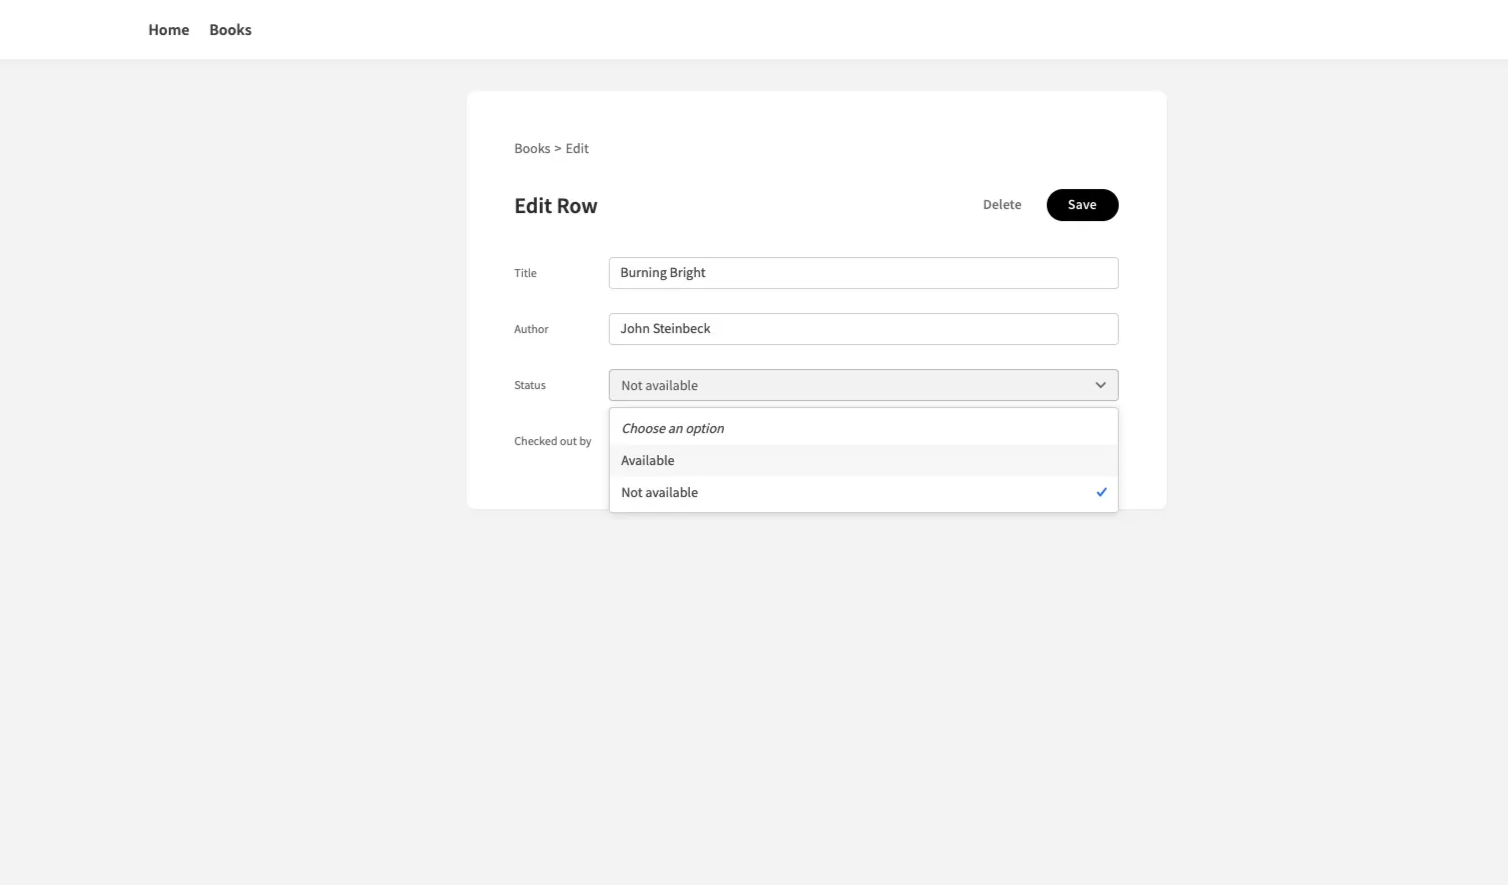 Home Books
Books > Edit
Edit Row
Delete Save
Title Burning Bright
Author John Steinbeck
Status Not available
Choose an option
Checked out by
Available
Not available